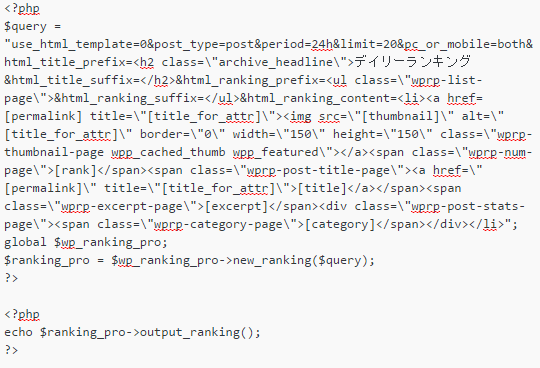 <?php
$query =
"use_html_template=0&post_type=post&period=24h&limit=20&pc_or_mobile=both&
html_title_prefix=<h2 class=\"archive_headline\">デイリーランキング
&html_title_suffix=</h2>&html_ranking_prefix=<ul class=\"wprp-list-
page\">&html_ranking_suffix=</ul>&html_ranking_content=<li><a href=
[permalink] title=\"[title_for_attr]\"><img src=\"[thumbnail]\" alt=\"
[title_for_attr]\" border=\"0\" width=\"150\" height=\"150\" class=\"wprp-
thumbnail-page wpp_cached_thumb wpp_featured\"></a><span class=\"wprp-num-
page\">[rank]</span><span class=\"wprp-post-title-page\"><a href=\"
[permalink]\" title=\"[title_for_attr]\">[title]</a></span><span
class=\"wprp-excerpt-page\">[excerpt]</span><div class=\"wprp-post-stats-
page\"><span class=\"wprp-category-page\">[category]</span></div></li>";
global $wp_ranking_pro;
$ranking_pro = $wp_ranking_pro->new_ranking($query);
?>
<?php
echo $ranking_pro->output_ranking();
?>